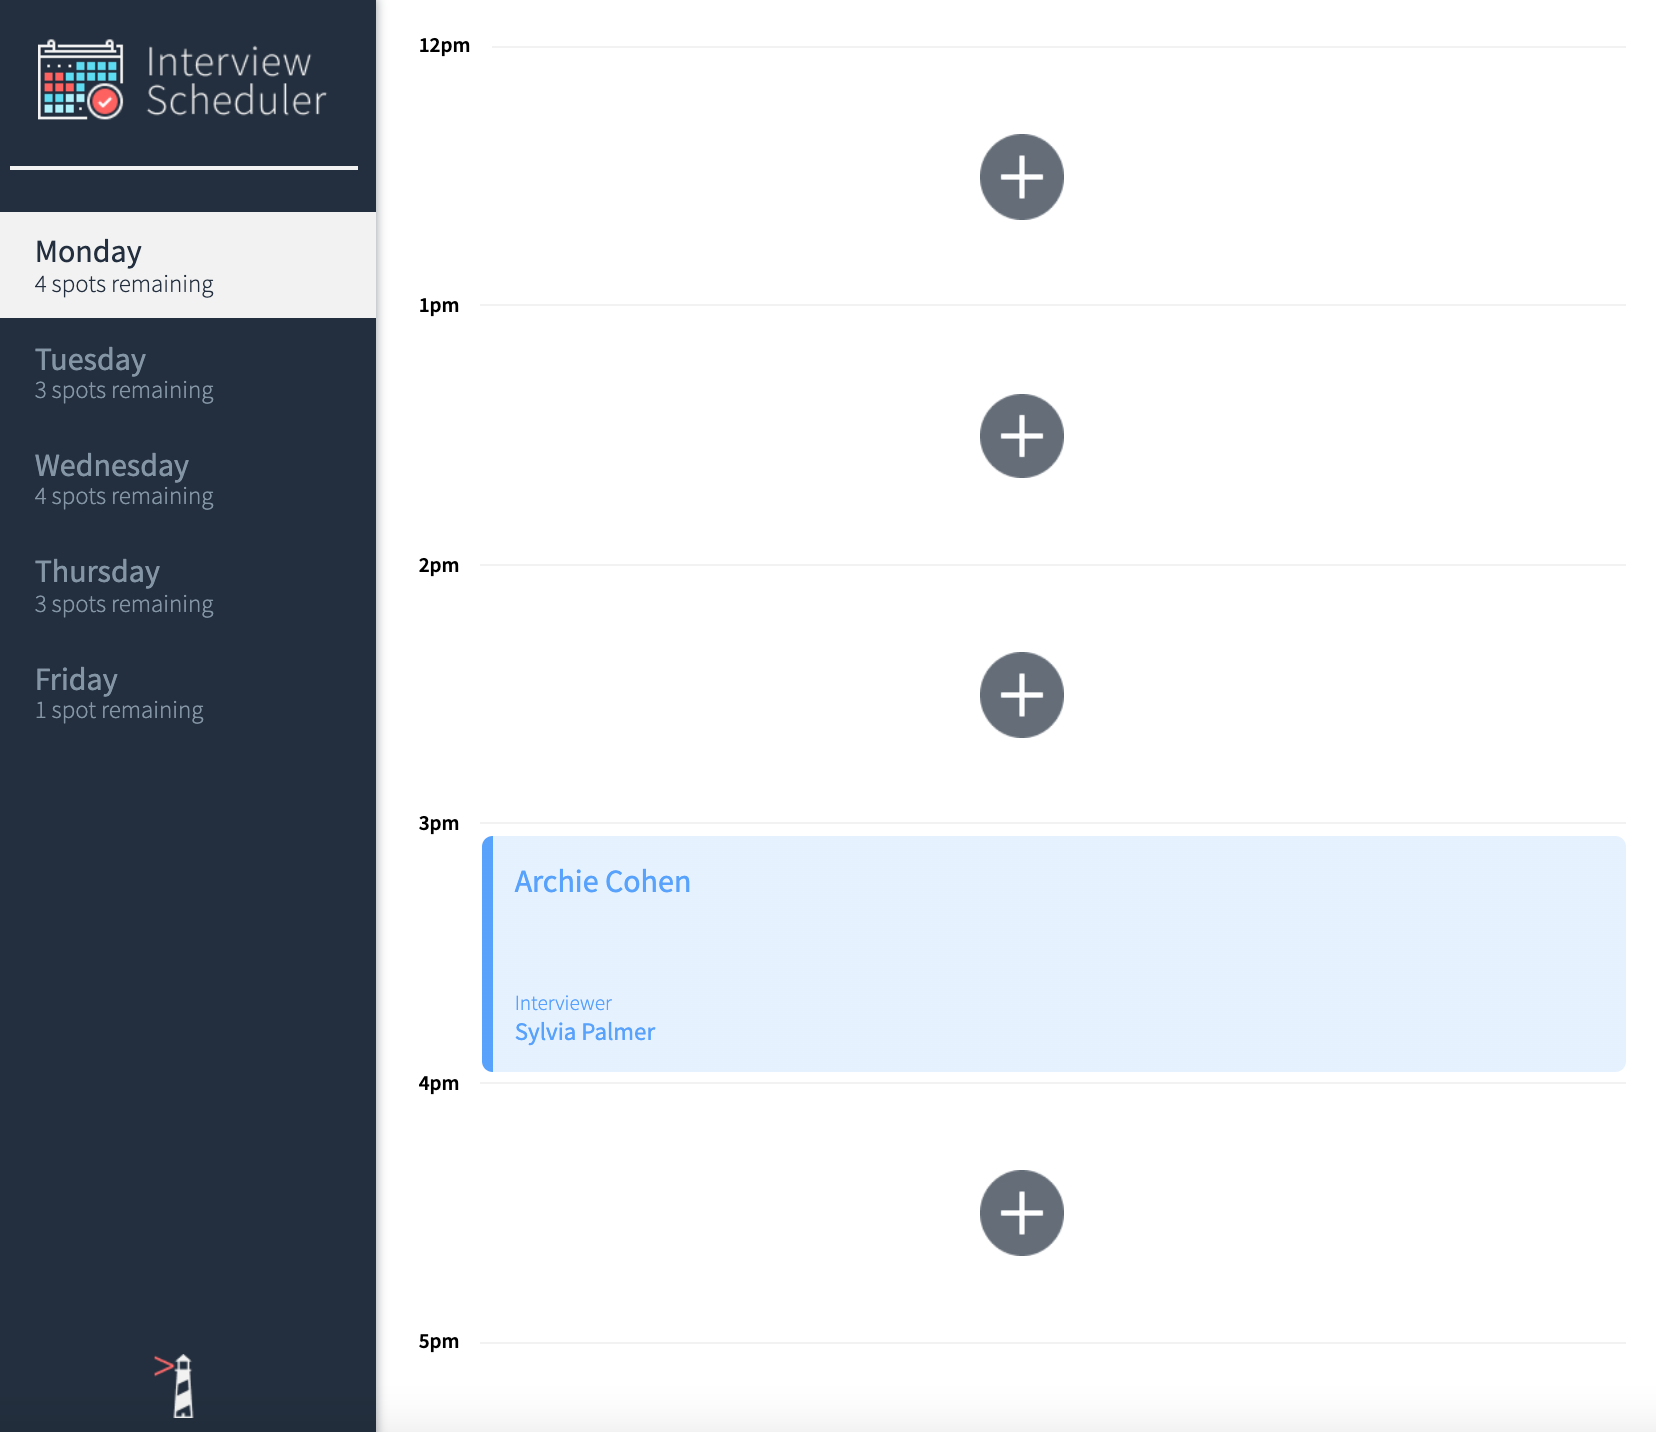 Interview
Scheduler
Monday
4 spots remaining
Tuesday
3 spots remaining
Wednesday
4 spots remaining
Thursday
3 spots remaining
Friday
1 spot remaining
12pm
1pm
2pm
3pm
Archie Cohen
Interviewer
Sylvia Palmer
4pm
5pm